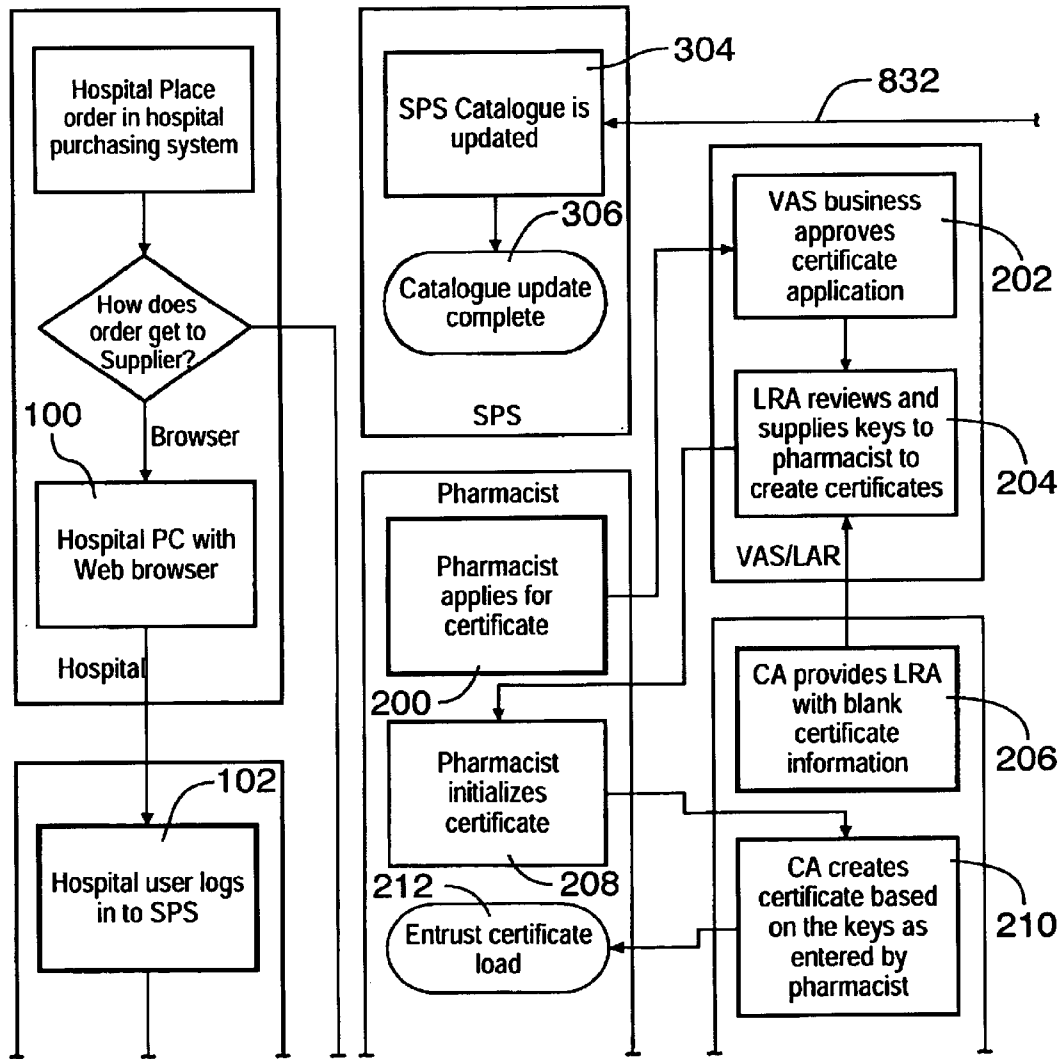 Hospital Place
order in hospital
purchasing system
How does
order get to
Supplier?
100
Browser
Hospital PC with
Web browser
Hospital
102
Hospital user logs
in to SPS
304
SPS Catalogue is
updated
832
306
Catalogue update
complete
SPS
Pharmacist
Pharmacist
applies for
certificate
200
Pharmacist
initializes
certificate
208
212
Entrust certificate
load
VAS business
approves
certificate
application
202
LRA reviews and
supplies keys to
pharmacist to
create certificates
204
VAS/LAR
CA provides LRA
with blank
certificate
information
206
CA creates
certificate based
on the keys as
entered by
pharmacist
210